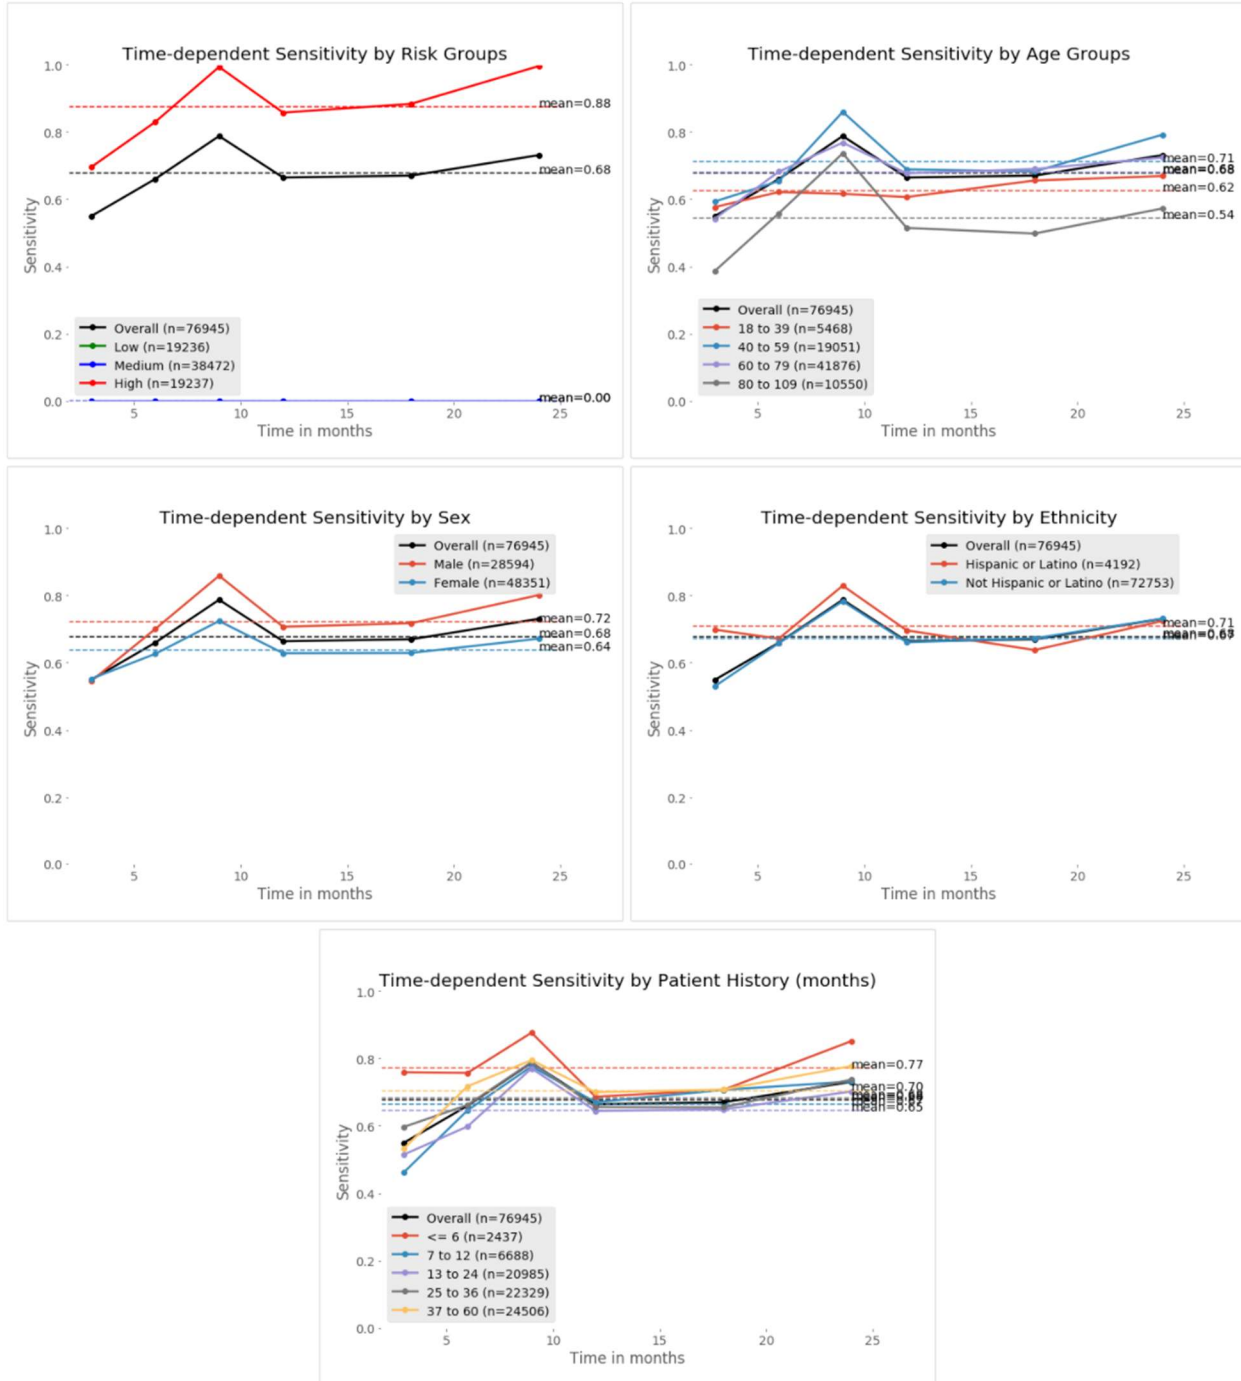 Time-dependent Sensitivity by Risk Groups
1.0
0.8
0.6
0.4
0.2
0.0
Sensitivity
mean=0.88
mean=0.68
mean=0.00
Overall (n=76945)
Low (n=19236)
Medium (n=38472)
High (n=19237)
5 10 15 20 25
Time in months
Time-dependent Sensitivity by Age Groups
1.0
0.8
0.6
0.4
0.2
0.0
Sensitivity
mean=0.71
mean=0.68
mean=0.62
mean=0.54
Overall (n=76945)
18 to 39 (n=5468)
40 to 59 (n=19051)
60 to 79 (n=41876)
80 to 109 (n=10550)
5 10 15 20 25
Time in months
Time-dependent Sensitivity by Sex
1.0
0.8
0.6
0.4
0.2
0.0
Sensitivity
Overall (n=76945)
Male (n=28594)
Female (n=48351)
mean=0.72
mean=0.68
mean=0.64
5 10 15 20 25
Time in months
Time-dependent Sensitivity by Ethnicity
1.0
0.8
0.6
0.4
0.2
0.0
Sensitivity
Overall (n=76945)
Hispanic or Latino (n=4192)
Not Hispanic or Latino (n=72753)
mean=0.71
5 10 15 20 25
Time in months
Time-dependent Sensitivity by Patient History (months)
1.0
0.8
0.6
0.4
0.2
0.0
Sensitivity
mean=0.77
mean=0.70
mean=0.65
Overall (n=76945)
<= 6 (n=2437)
7 to 12 (n=6688)
13 to 24 (n=20985)
25 to 36 (n=22329)
37 to 60 (n=24506)
5 10 15 20 25
Time in months